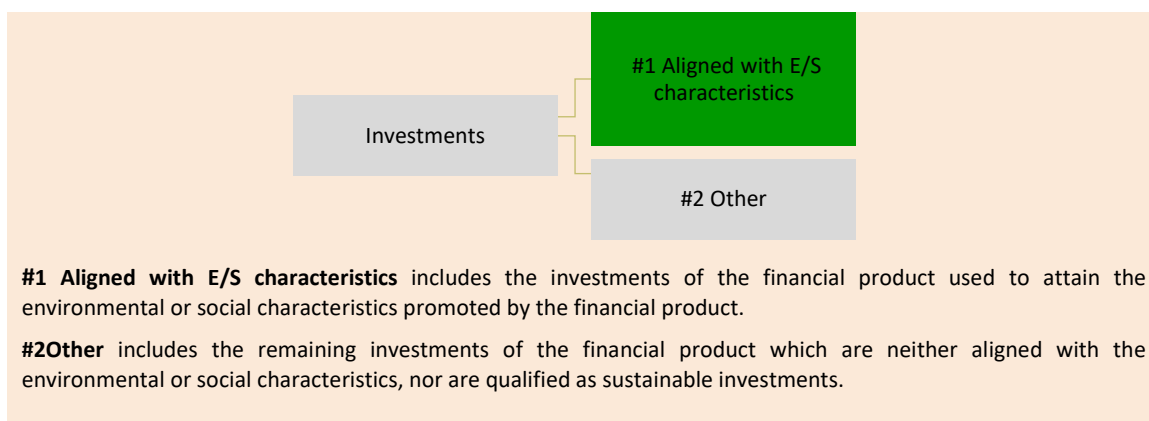 #1 Aligned with E/S
characteristics
Investments
#2 Other
#1 Aligned with E/S characteristics includes the investments of the financial product used to attain the
environmental or social characteristics promoted by the financial product.
#2Other includes the remaining investments of the financial product which are neither aligned with the
environmental or social characteristics, nor are qualified as sustainable investments.